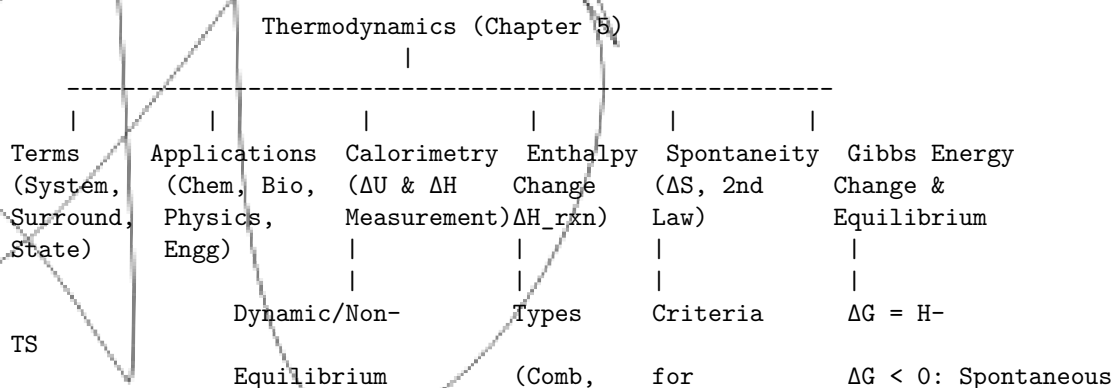 Thermodynamics (Chapter 5)
|
-------------------------------------------------------
| | | | | |
Terms Applications Calorimetry Enthalpy Spontaneity Gibbs Energy
(System, (Chem, Bio, (ΔU & ΔH Change (ΔS, 2nd Change &
Surround, Physics, Measurement)ΔH_rxn) Law) Equilibrium
State) Engg) | | | |
| | | |
Dynamic/Non- Types Criteria ΔG = H-
TS
Equilibrium (Comb, for ΔG < 0: Spontaneous